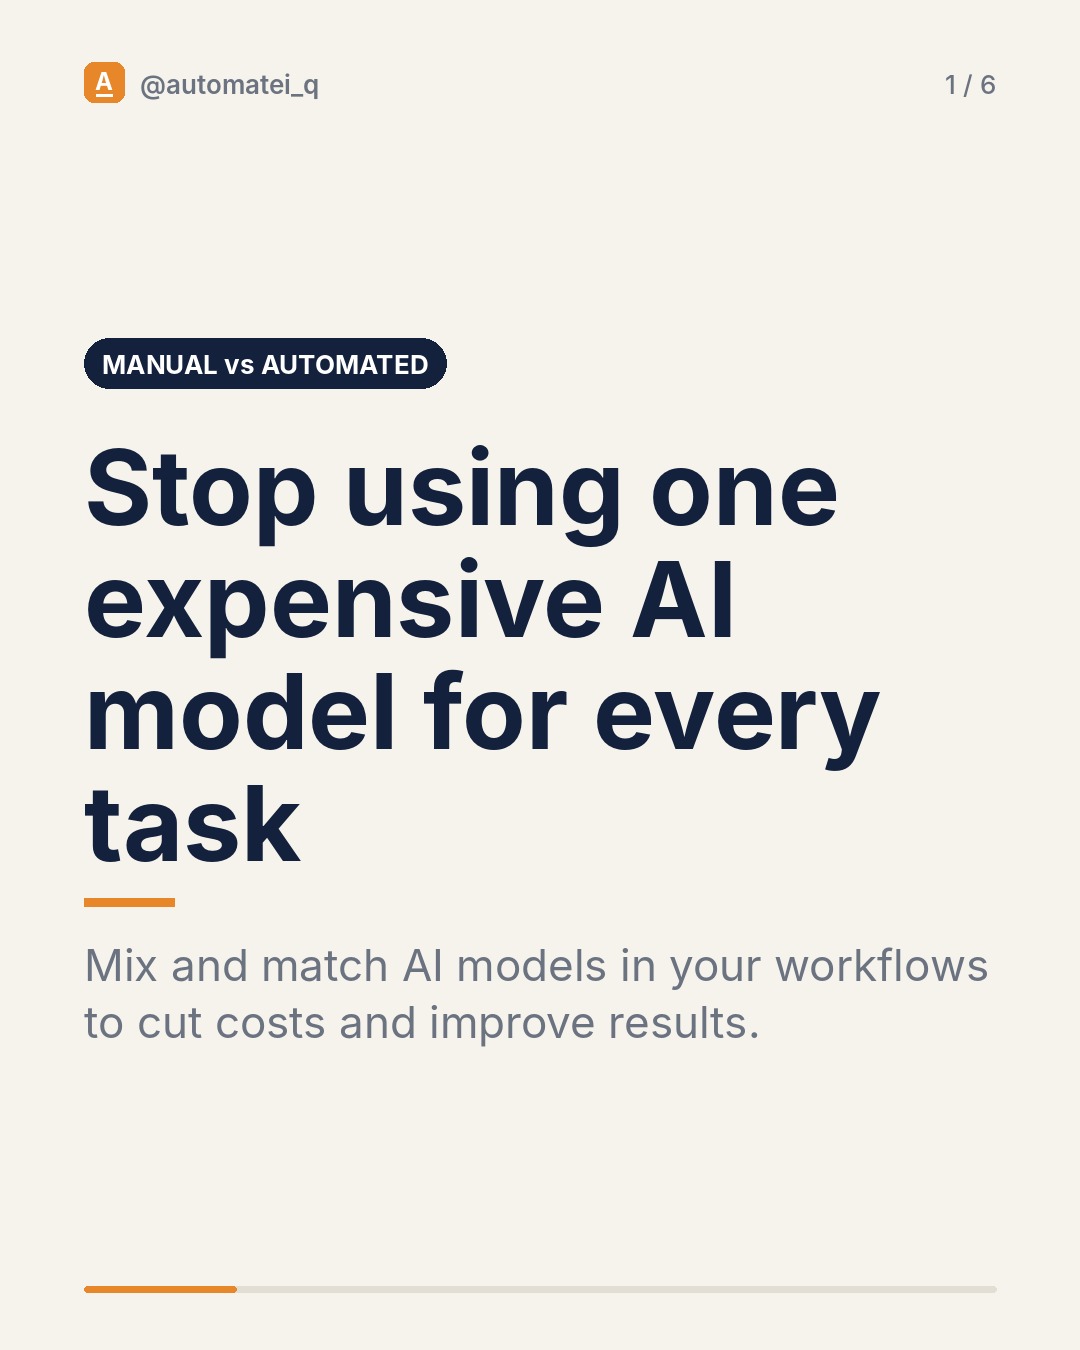 A
@automatei_q
1 / 6
MANUAL vs AUTOMATED
Stop using one
expensive AI
model for every
task
Mix and match AI models in your workflows
to cut costs and improve results.